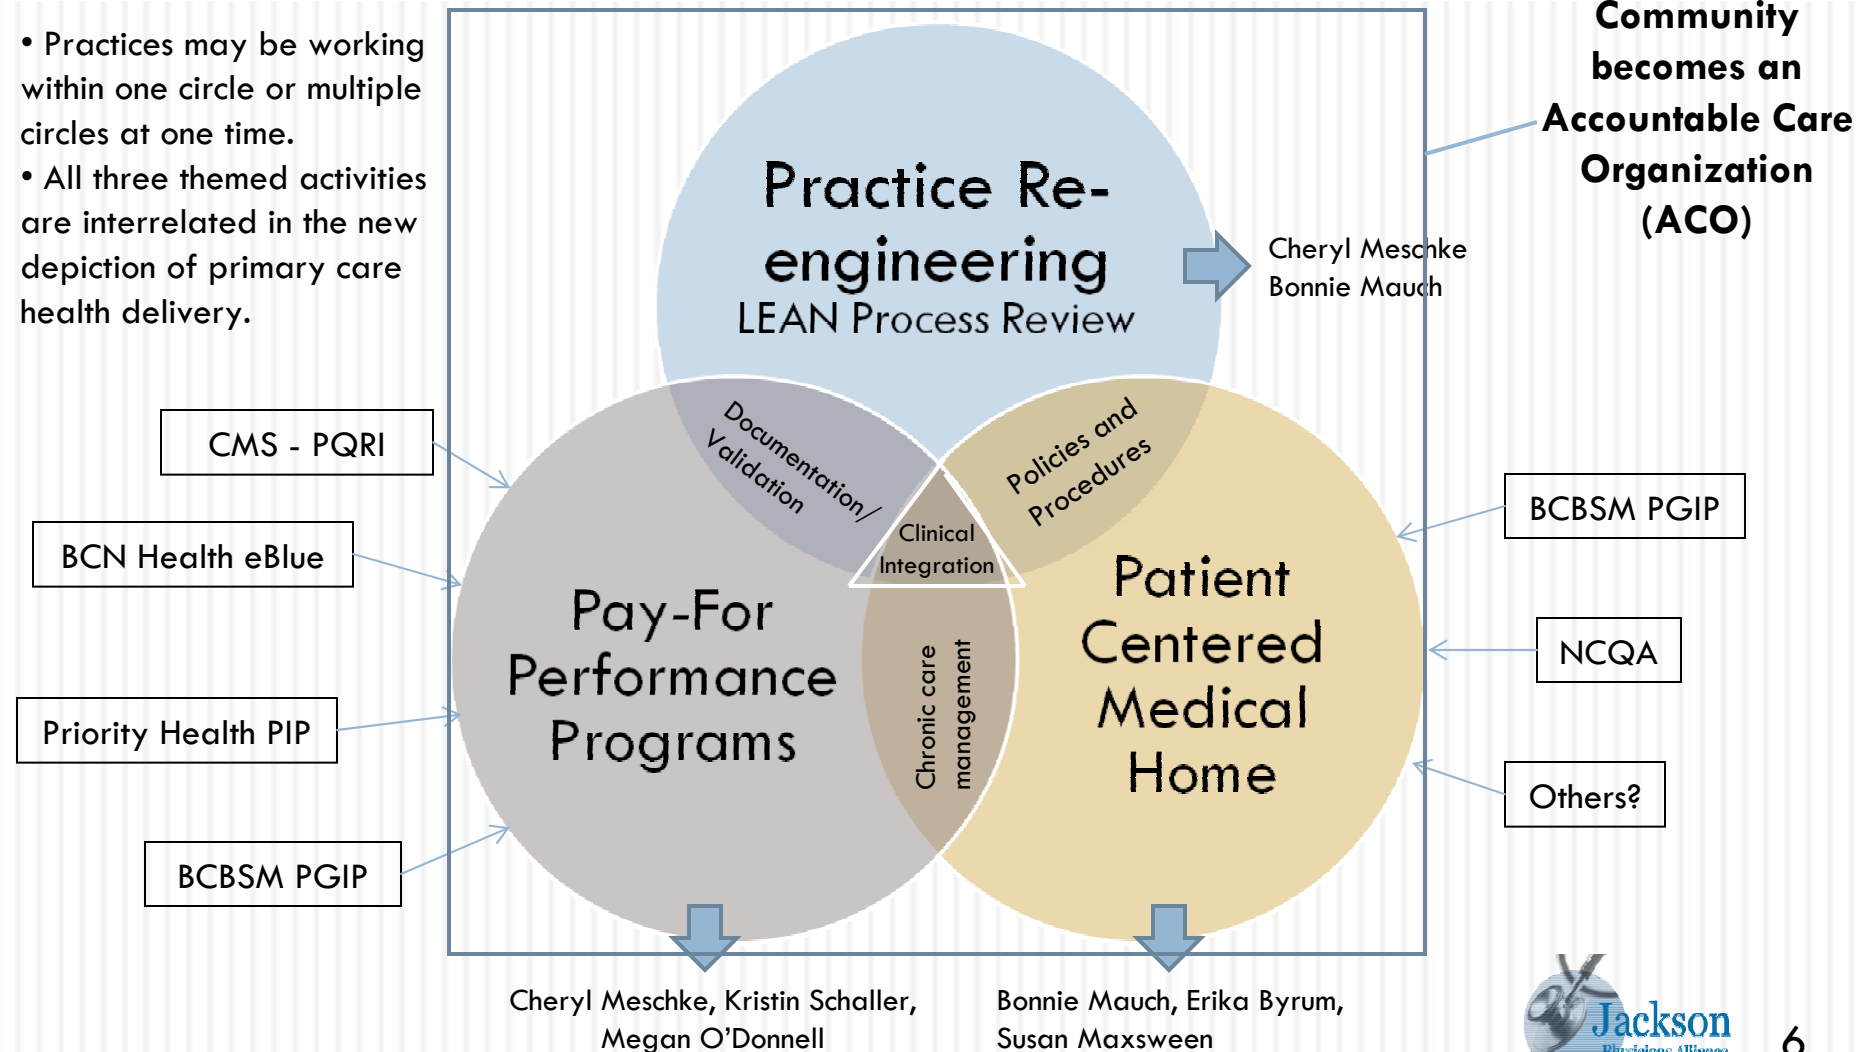 • Practices may be working
within one circle or multiple
circles at one time.
• All three themed activities
are interrelated in the new
depiction of primary care
health delivery.
Community
becomes an
Accountable Care
Organization
(ACO)
Practice Re-
engineering
LEAN Process Review
Cheryl Meschke
Bonnie Mauch
Documentation/
Validation
Policies and
Procedures
Clinical
Integration
Chronic care
management
Pay-For
Performance
Programs
Patient
Centered
Medical
Home
CMS - PQRI
BCN Health eBlue
Priority Health PIP
BCBSM PGIP
BCBSM PGIP
NCQA
Others?
Cheryl Meschke, Kristin Schaller,
Megan O’Donnell
Bonnie Mauch, Erika Byrum,
Susan Maxsween
Jackson
Physicians Alliance
6